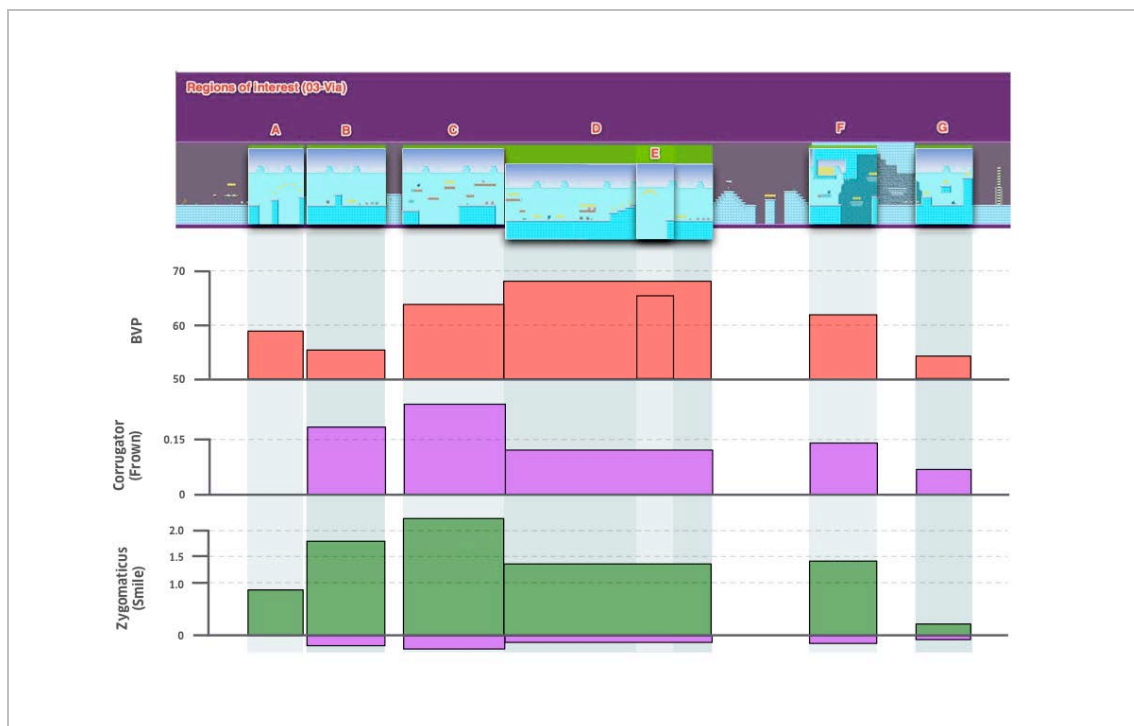 Regions of interest (03-Via)
A
B
C
D
E
F
G
BVP
70
60
50
Corrugator
(Frown)
0.15
0
Zygomaticus
(Smile)
2.0
1.5
1.0
0